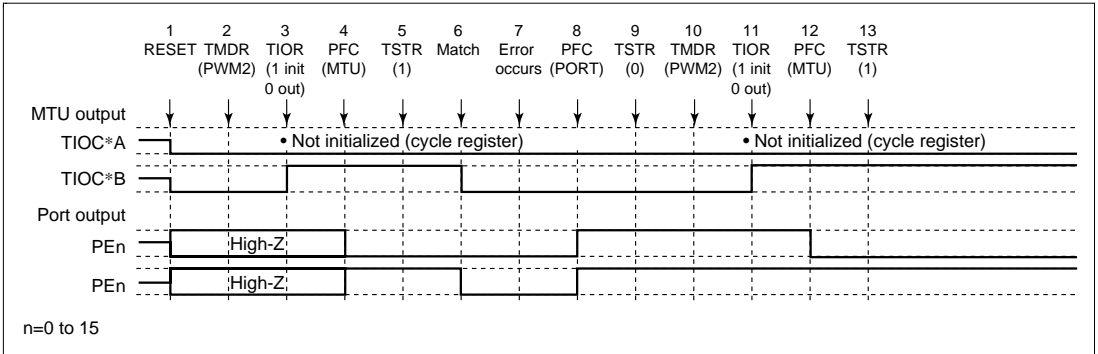 1 2 3 4 5 6 7 8 9 10 11 12 13
RESET TMDR TIOR PFC TSTR Match Error PFC TSTR TMDR TIOR PFC TSTR
(PWM2) (1 init (MTU) (1) occurs (PORT) (0) (PWM2) (1 init (MTU) (1)
0 out) 0 out)
MTU output
TIOC*A • Not initialized (cycle register) • Not initialized (cycle register)
TIOC*B
Port output
PEn High-Z
PEn High-Z
n=0 to 15